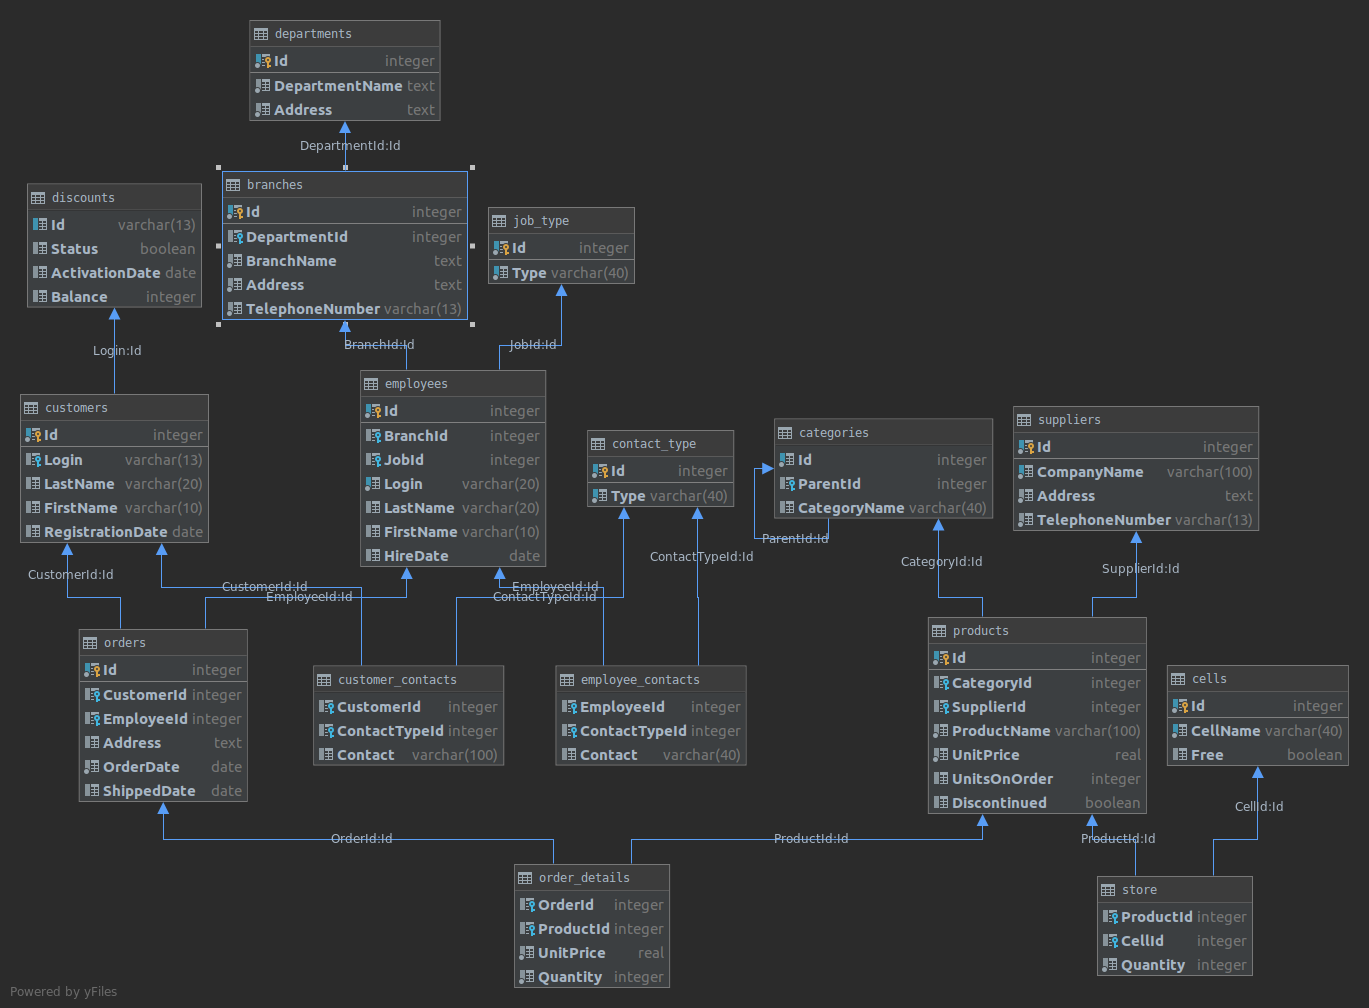 departments
Id integer
DepartmentName text
Address text
DepartmentId:Id
branches
Id integer
DepartmentId integer
BranchName text
Address text
TelephoneNumber varchar(13)
discounts
Id varchar(13)
Status boolean
ActivationDate date
Balance integer
job_type
Id integer
Type varchar(40)
Login:Id
BranchId:Id
JobId:Id
customers
Id integer
Login varchar(13)
LastName varchar(20)
FirstName varchar(10)
RegistrationDate date
employees
Id integer
BranchId integer
JobId integer
Login varchar(20)
LastName varchar(20)
FirstName varchar(10)
HireDate date
contact_type
Id integer
Type varchar(40)
categories
Id integer
ParentId integer
CategoryName varchar(40)
ParentId:Id
suppliers
Id integer
CompanyName varchar(100)
Address text
TelephoneNumber varchar(13)
CustomerId:Id
CustomerId:Id
EmployeeId:Id
EmployeeId:Id
ContactTypeId:Id
ContactTypeId:Id
CategoryId:Id
SupplierId:Id
orders
Id integer
CustomerId integer
EmployeeId integer
Address text
OrderDate date
ShippedDate date
customer_contacts
CustomerId integer
ContactTypeId integer
Contact varchar(100)
employee_contacts
EmployeeId integer
ContactTypeId integer
Contact varchar(40)
products
Id integer
CategoryId integer
SupplierId integer
ProductName varchar(100)
UnitPrice real
UnitsOnOrder integer
Discontinued boolean
cells
Id integer
CellName varchar(40)
Free boolean
OrderId:Id
ProductId:Id
ProductId:Id
CellId:Id
order_details
OrderId integer
ProductId integer
UnitPrice real
Quantity integer
store
ProductId integer
CellId integer
Quantity integer
Powered by yFiles